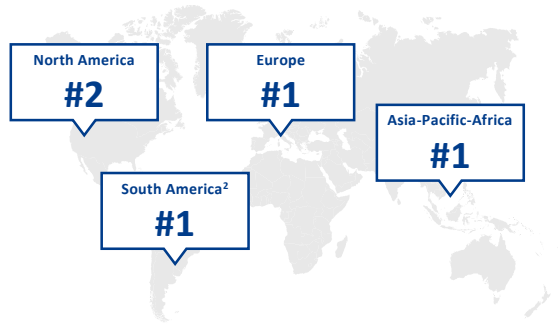 North America
#2
Europe
#1
Asia-Pacific-Africa
#1
South America²
#1